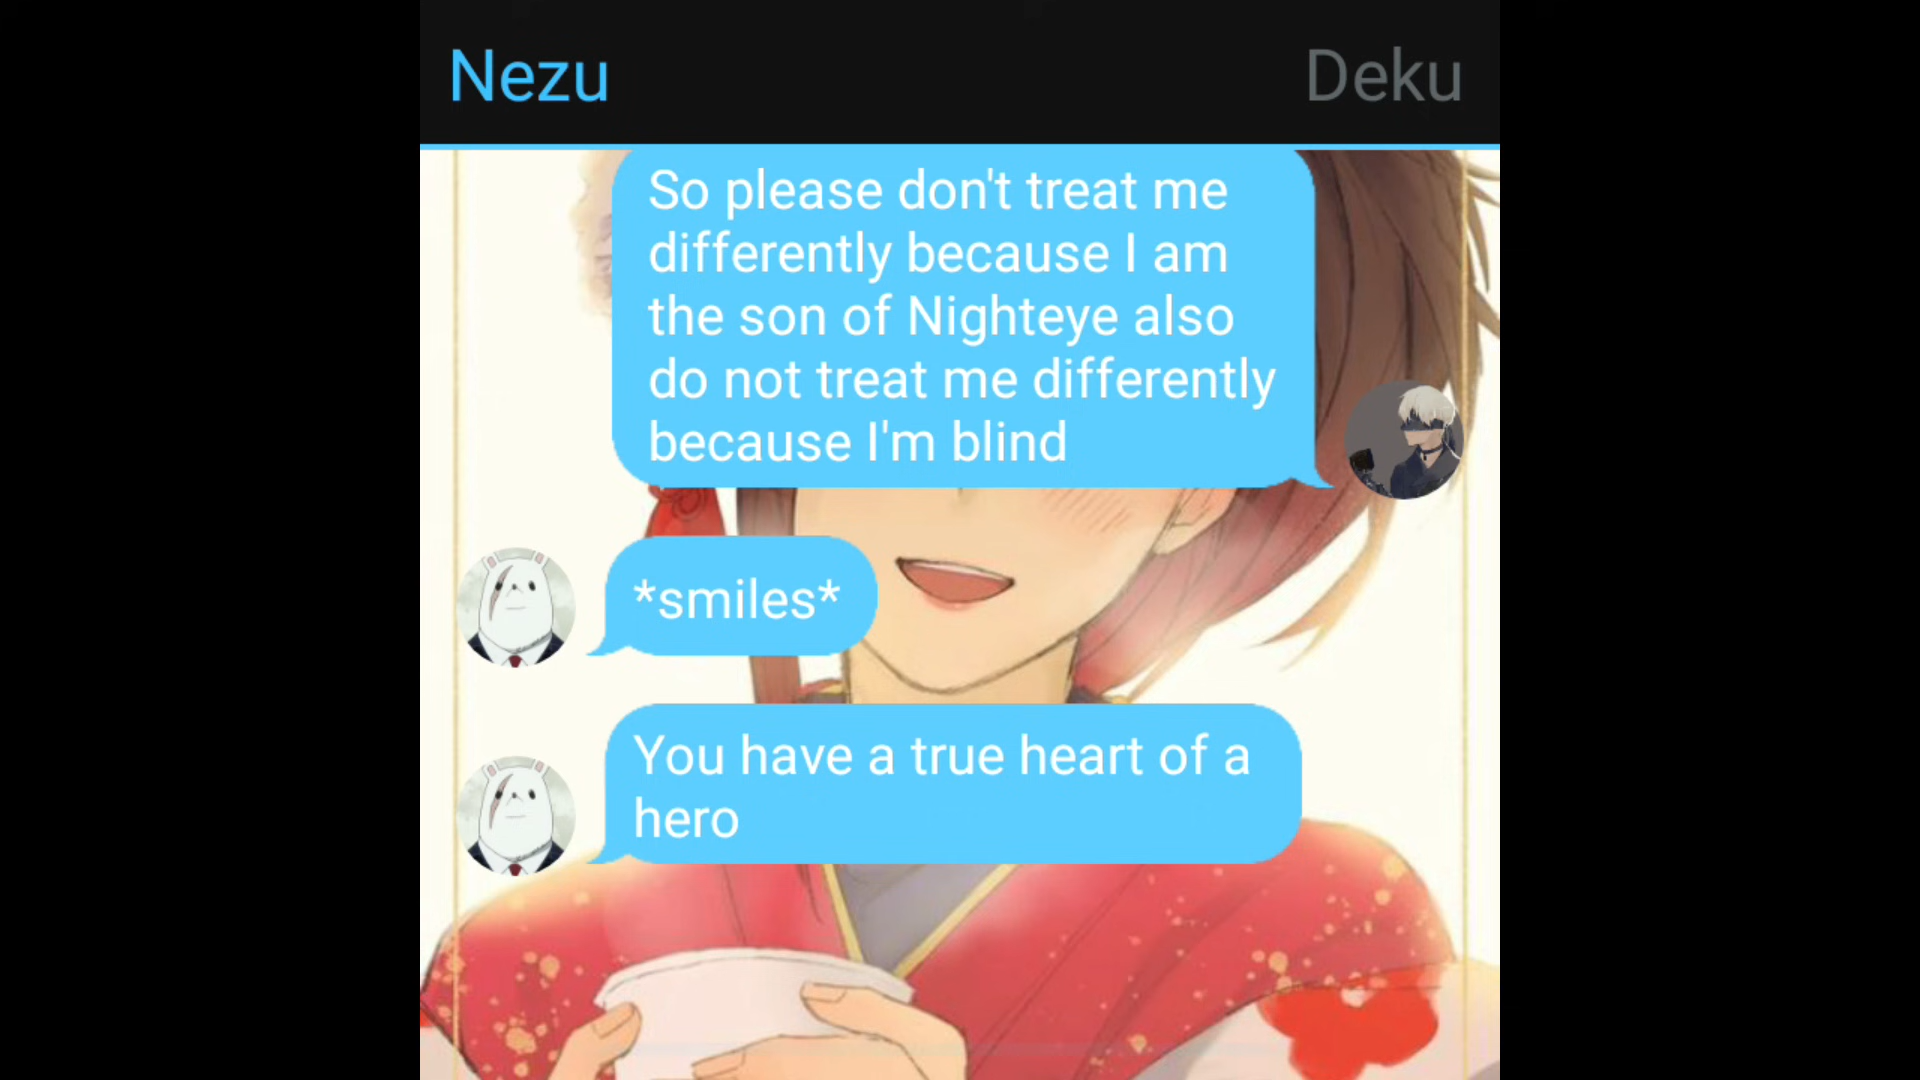 Nezu
Deku
So please don't treat me
differently because I am
the son of Nighteye also
do not treat me differently
because I'm blind
*smiles*
You have a true heart of a
hero